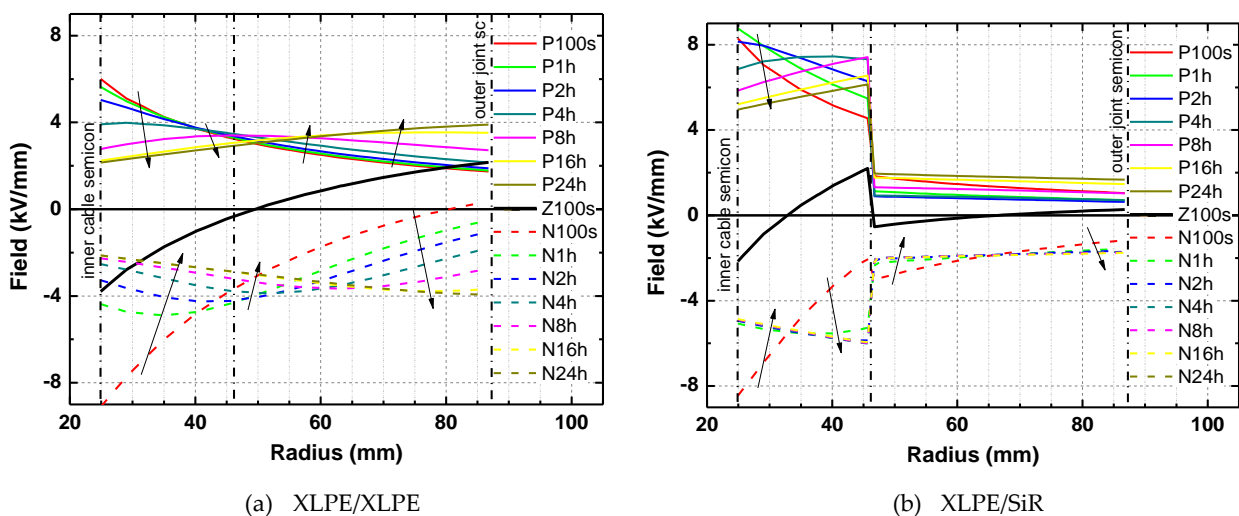 8
4
0
-4
-8
Field (kV/mm)
20
40
60
80
100
Radius (mm)
inner cable semicon
outer joint sc
P100s
P1h
P2h
P4h
P8h
P16h
P24h
Z100s
N100s
N1h
N2h
N4h
N8h
N16h
N24h
(a) XLPE/XLPE
8
4
0
-4
-8
Field (kV/mm)
20
40
60
80
100
Radius (mm)
inner cable semicon
outer joint semicon
P100s
P1h
P2h
P4h
P8h
P16h
P24h
Z100s
N100s
N1h
N2h
N4h
N8h
N16h
N24h
(b) XLPE/SiR